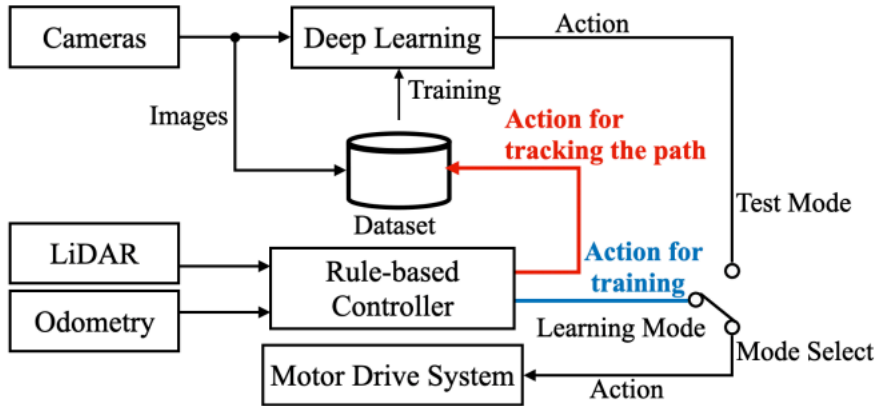 Cameras
Deep Learning
Action
Training
Images
Action for
tracking the path
Dataset
Test Mode
LiDAR
Rule-based
Controller
Action for
training
Odometry
Learning Mode
Mode Select
Motor Drive System
Action